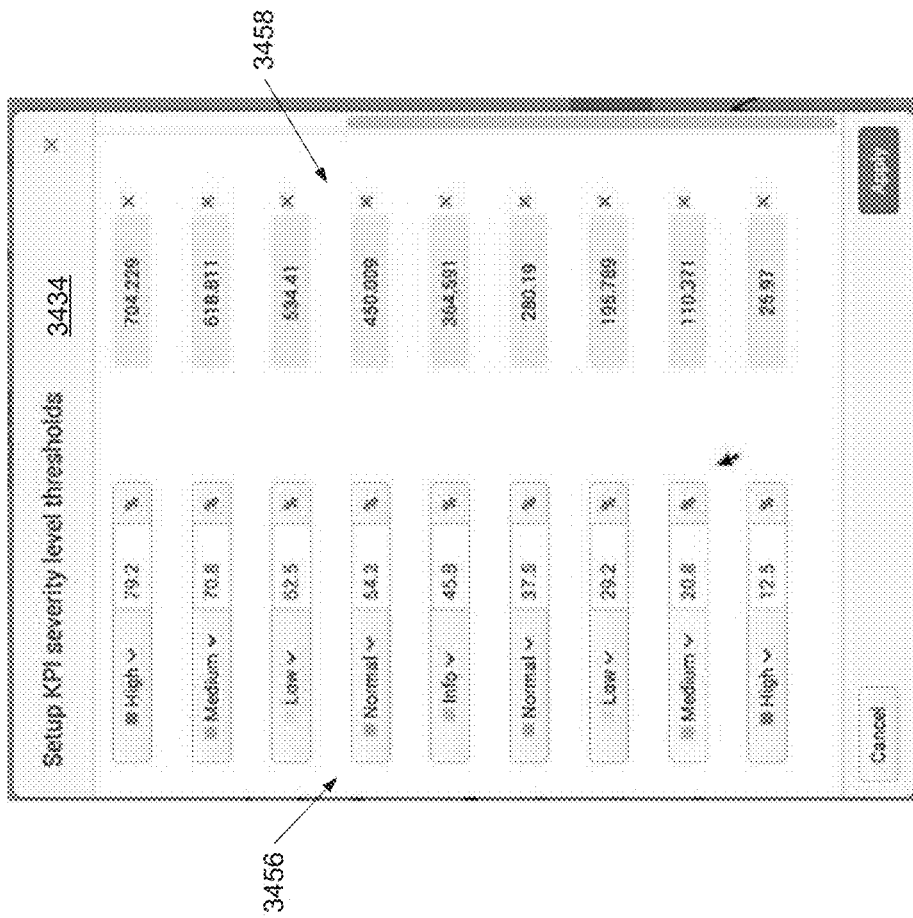 Setup KPI severity level thresholds 3434 ×
High 79.2 % 704.229 ×
Medium 70.8 % 618.811 ×
Low 62.5 % 534.41 ×
Normal 54.2 % 450.009 ×
Info 45.8 % 364.591 ×
Normal 37.5 % 280.19 ×
Low 29.2 % 195.789 ×
Medium 20.8 % 110.371 ×
High 12.5 % 25.97 ×
Cancel
3456
3458